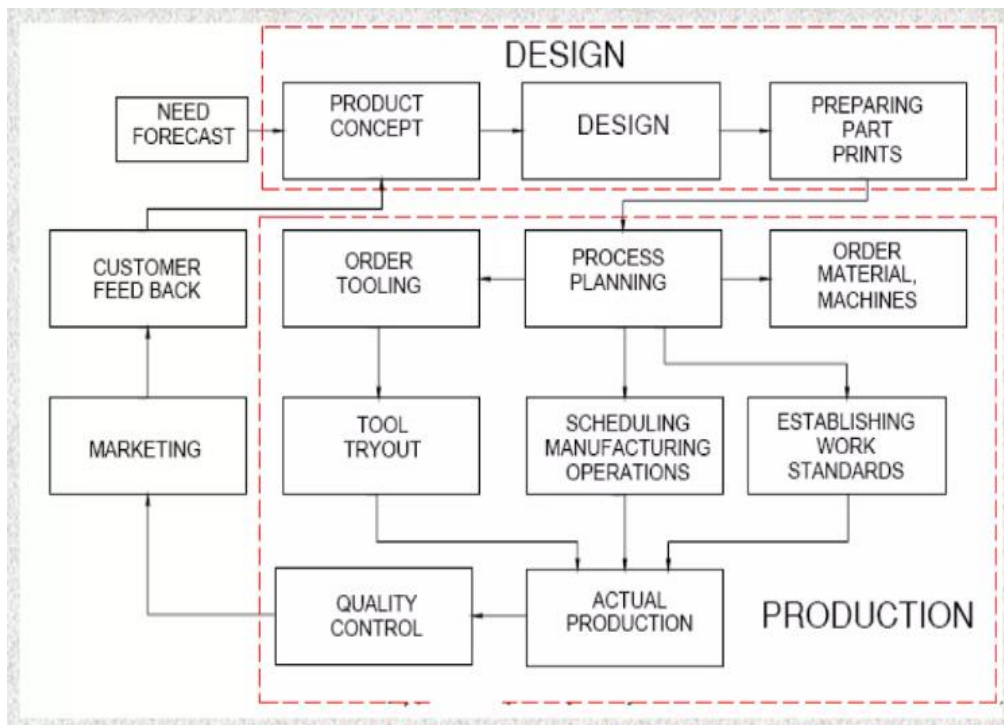 DESIGN
NEED
FORECAST
PRODUCT
CONCEPT
DESIGN
PREPARING
PART
PRINTS
CUSTOMER
FEED BACK
ORDER
TOOLING
PROCESS
PLANNING
ORDER
MATERIAL,
MACHINES
MARKETING
TOOL
TRYOUT
SCHEDULING
MANUFACTURING
OPERATIONS
ESTABLISHING
WORK
STANDARDS
QUALITY
CONTROL
ACTUAL
PRODUCTION
PRODUCTION